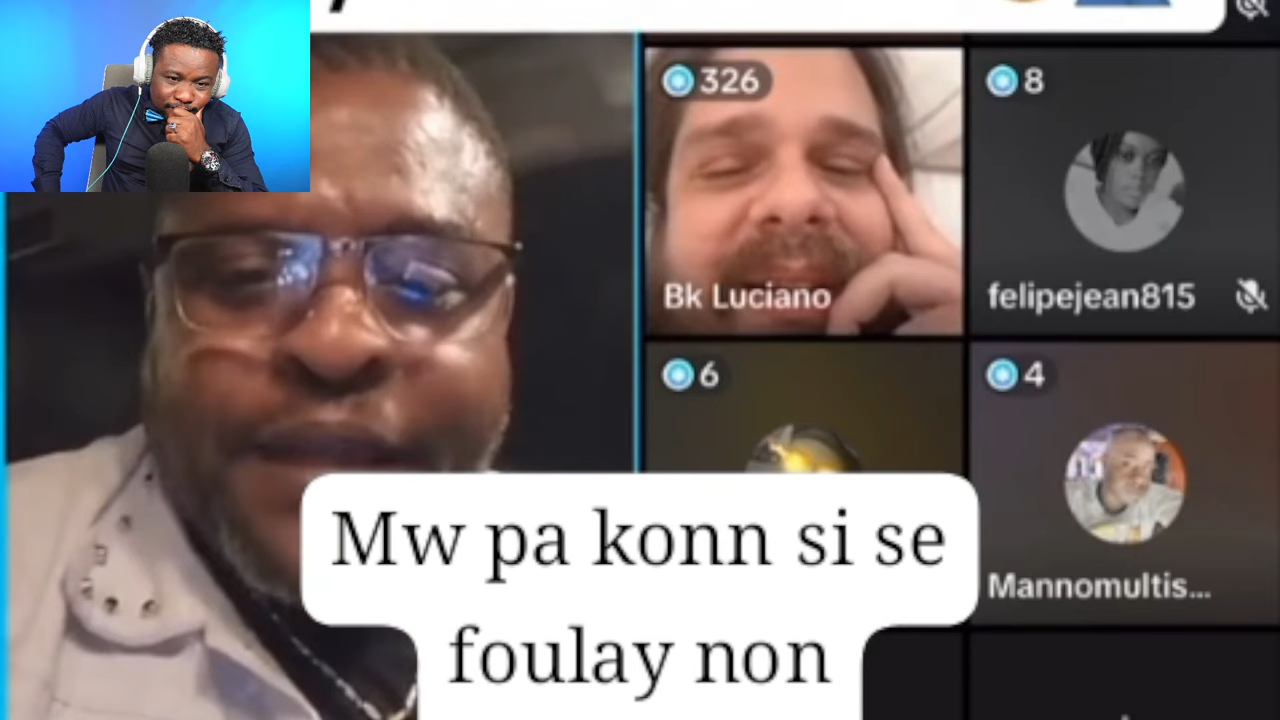 326
8
Bk Luciano
felipejean815
6
4
Mannomultis...
Mw pa konn si se
foulay non